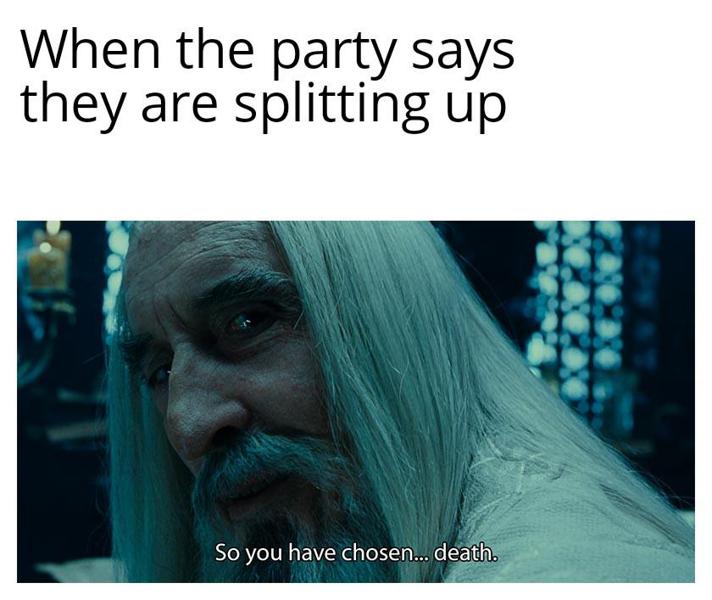 When the party says
they are splitting up
So you have chosen... death.